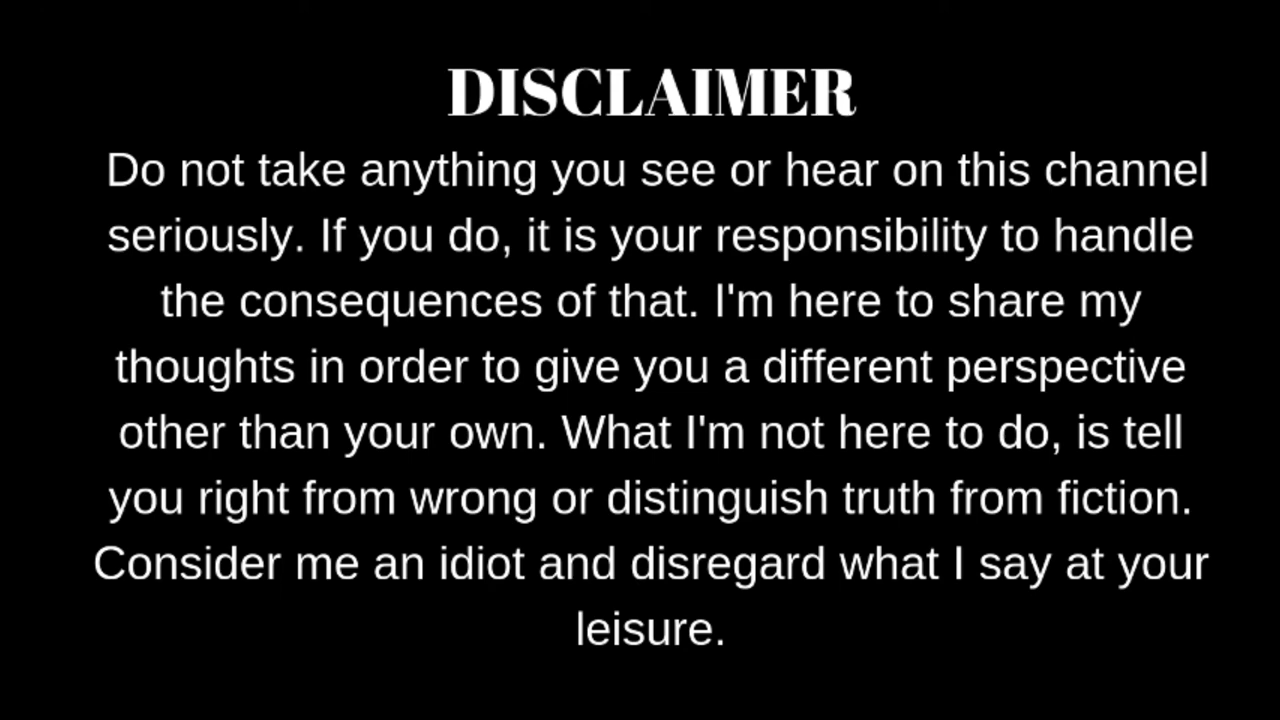 DISCLAIMER
Do not take anything you see or hear on this channel
seriously. If you do, it is your responsibility to handle
the consequences of that. I'm here to share my
thoughts in order to give you a different perspective
other than your own. What I'm not here to do, is tell
you right from wrong or distinguish truth from fiction.
Consider me an idiot and disregard what I say at your
leisure.